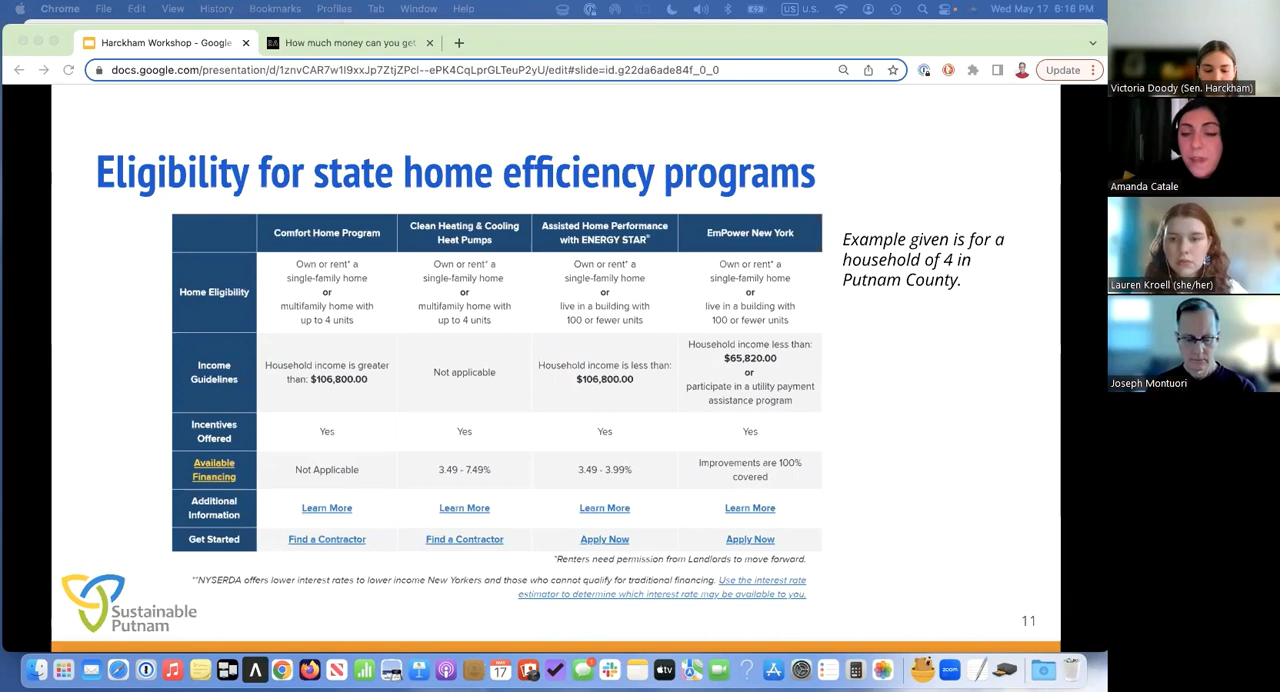 Chrome File Edit View History Bookmarks Profiles Tab Window Help
US U.S.
Wed May 17 6:16 PM
Harckham Workshop - Google
How much money can you get
docs.google.com/presentation/d/1znvCAR7w1I9xxJp7ZtjZPcl--ePK4CqLprGLTeuP2yU/edit#slide=id.g22da6ade84f_0_0
Update
Eligibility for state home efficiency programs
Comfort Home Program
Clean Heating & Cooling
Heat Pumps
Assisted Home Performance
with ENERGY STAR®
EmPower New York
Home Eligibility
Own or rent* a
single-family home
or
multifamily home with
up to 4 units
Own or rent* a
single-family home
or
multifamily home with
up to 4 units
Own or rent* a
single-family home
or
live in a building with
100 or fewer units
Own or rent* a
single-family home
or
live in a building with
100 or fewer units
Income
Guidelines
Household income is greater
than: $106,800.00
Not applicable
Household income is less than:
$106,800.00
Household income less than:
$65,820.00
or
participate in a utility payment
assistance program
Incentives
Offered
Yes
Yes
Yes
Yes
Available
Financing
Not Applicable
3.49 - 7.49%
3.49 - 3.99%
Improvements are 100%
covered
Additional
Information
Learn More
Learn More
Learn More
Learn More
Get Started
Find a Contractor
Find a Contractor
Apply Now
Apply Now
*Renters need permission from Landlords to move forward.
**NYSERDA offers lower interest rates to lower income New Yorkers and those who cannot qualify for traditional financing. Use the interest rate
estimator to determine which interest rate may be available to you.
Example given is for a
household of 4 in
Putnam County.
Sustainable
Putnam
11
Victoria Doody (Sen. Harckham)
Amanda Catale
Lauren Kroell (she/her)
Joseph Montuori
MAY
17
tv
zoom